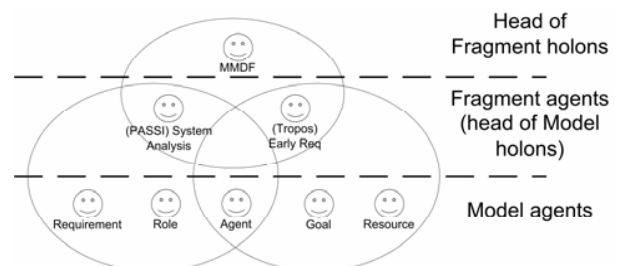 Head of
Fragment holons
MMDF
Fragment agents
(head of Model
holons)
(PASSI) System
Analysis
(Tropos)
Early Req
Model agents
Requirement
Role
Agent
Goal
Resource